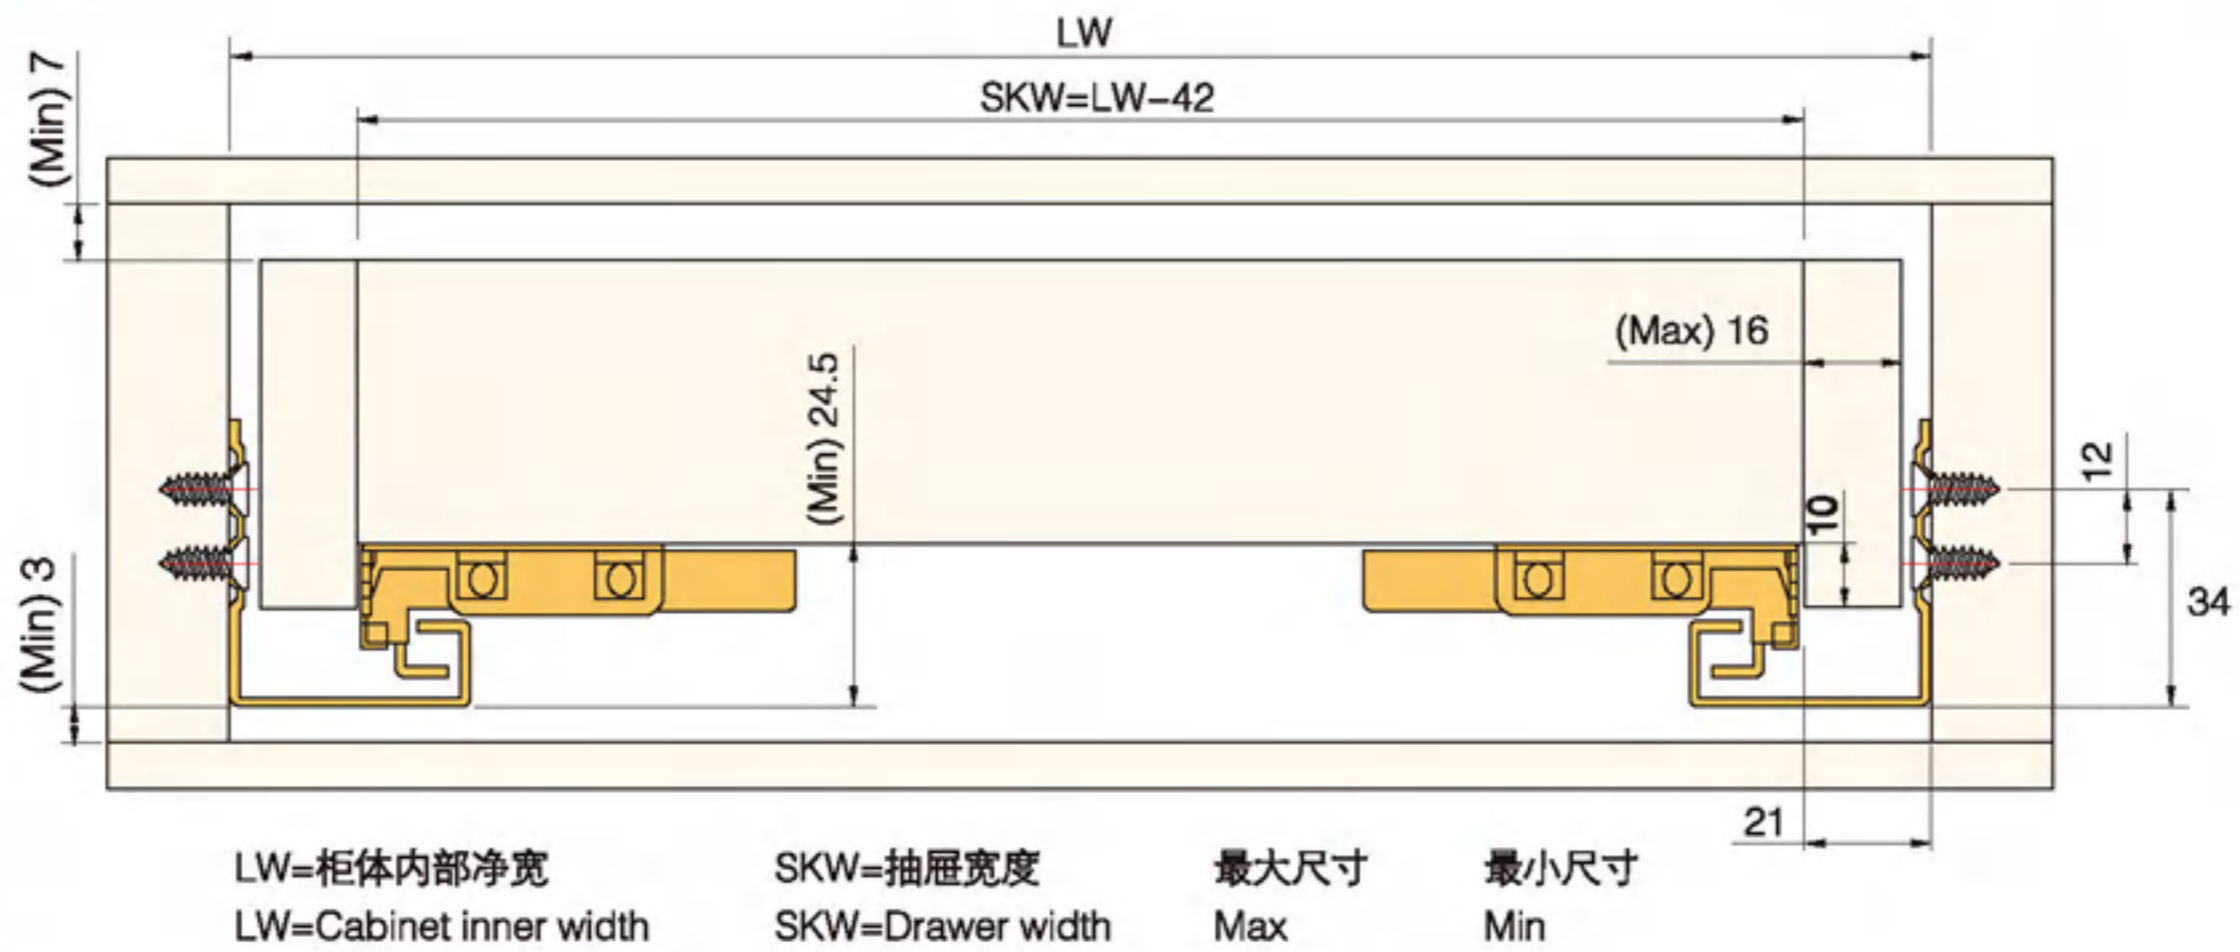 LW
SKW=LW-42
(Min) 7
(Max) 16
(Min) 24.5
10
12
34
(Min) 3
21
LW=柜体内部净宽 SKW=抽屉宽度 最大尺寸 最小尺寸
LW=Cabinet inner width SKW=Drawer width Max Min